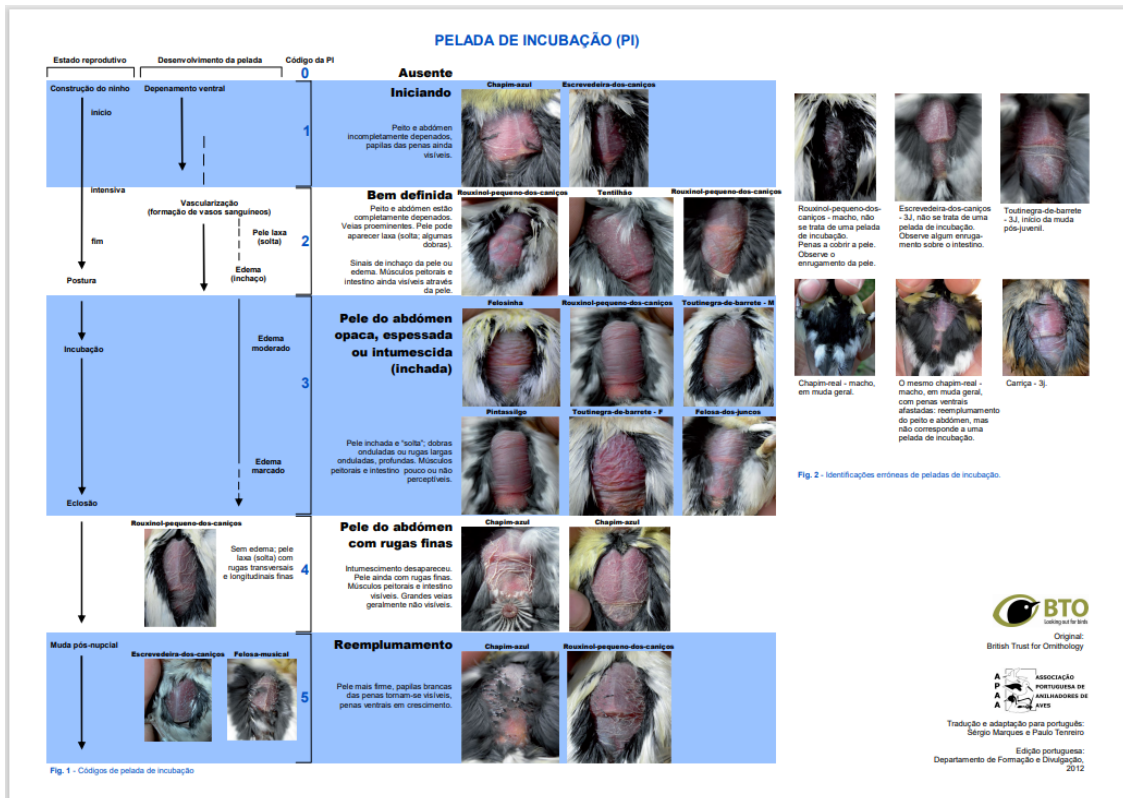 PELADA DE INCUBAÇÃO (PI)
Estado reprodutivo
Desenvolvimento da pelada
Código da PI
0
Ausente
Construção do ninho
início
Depenamento ventral
1
Iniciando
Peito e abdómen
incompletamente depenados,
papilas das penas ainda
visíveis.
Chapim-azul
Escrevedeira-dos-caniços
intensiva
fim
Postura
Vascularização
(formação de vasos sanguíneos)
Pele laxa
(solta)
Edema
(inchaço)
2
Bem definida
Peito e abdómen estão
completamente depenados.
Veias proeminentes. Pele pode
aparecer laxa (solta; algumas
dobras).
Sinais de inchaço da pele ou
edema. Músculos peitorais e
intestino ainda visíveis através
da pele.
Rouxinol-pequeno-dos-caniços
Tentilhão
Rouxinol-pequeno-dos-caniços
Incubação
Eclosão
Edema
moderado
Edema
marcado
3
Pele do abdómen
opaca, espessada
ou intumescida
(inchada)
Pele inchada e "solta"; dobras
onduladas ou rugas largas
onduladas, profundas. Músculos
peitorais e intestino pouco ou não
perceptíveis.
Felosinha
Rouxinol-pequeno-dos-caniços
Toutinegra-de-barrete - M
Pintassilgo
Toutinegra-de-barrete - F
Felosa-dos-juncos
Rouxinol-pequeno-dos-caniços
Sem edema; pele
laxa (solta) com
rugas transversais
e longitudinais finas
4
Pele do abdómen
com rugas finas
Intumescimento desapareceu.
Pele ainda com rugas finas.
Músculos peitorais e intestino
visíveis. Grandes veias
geralmente não visíveis.
Chapim-azul
Chapim-azul
Muda pós-nupcial
Escrevedeira-dos-caniços
Felosa-musical
5
Reemplumamento
Pele mais firme, papilas brancas
das penas tornam-se visíveis,
penas ventrais em crescimento.
Chapim-azul
Rouxinol-pequeno-dos-caniços
Fig. 1 - Códigos de pelada de incubação
Rouxinol-pequeno-dos-
caniços - macho, não
se trata de uma pelada
de incubação.
Penas a cobrir a pele.
Observe o
enrugamento da pele.
Escrevedeira-dos-caniços
- 3J, não se trata de uma
pelada de incubação.
Observe algum enruga-
mento sobre o intestino.
Toutinegra-de-barrete
- 3J, início da muda
pós-juvenil.
Chapim-real - macho,
em muda geral.
O mesmo chapim-real -
macho, em muda geral,
com penas ventrais
afastadas: reemplumamento
do peito e abdómen, mas
não corresponde a uma
pelada de incubação.
Carriça - 3j.
Fig. 2 - Identificações erróneas de peladas de incubação.
BTO
Looking out for birds
Original:
British Trust for Ornithology
A
P
A
A
ASSOCIAÇÃO
PORTUGUESA DE
ANILHADORES DE
AVES
Tradução e adaptação para português:
Sérgio Marques e Paulo Tenreiro
Edição portuguesa:
Departamento de Formação e Divulgação,
2012